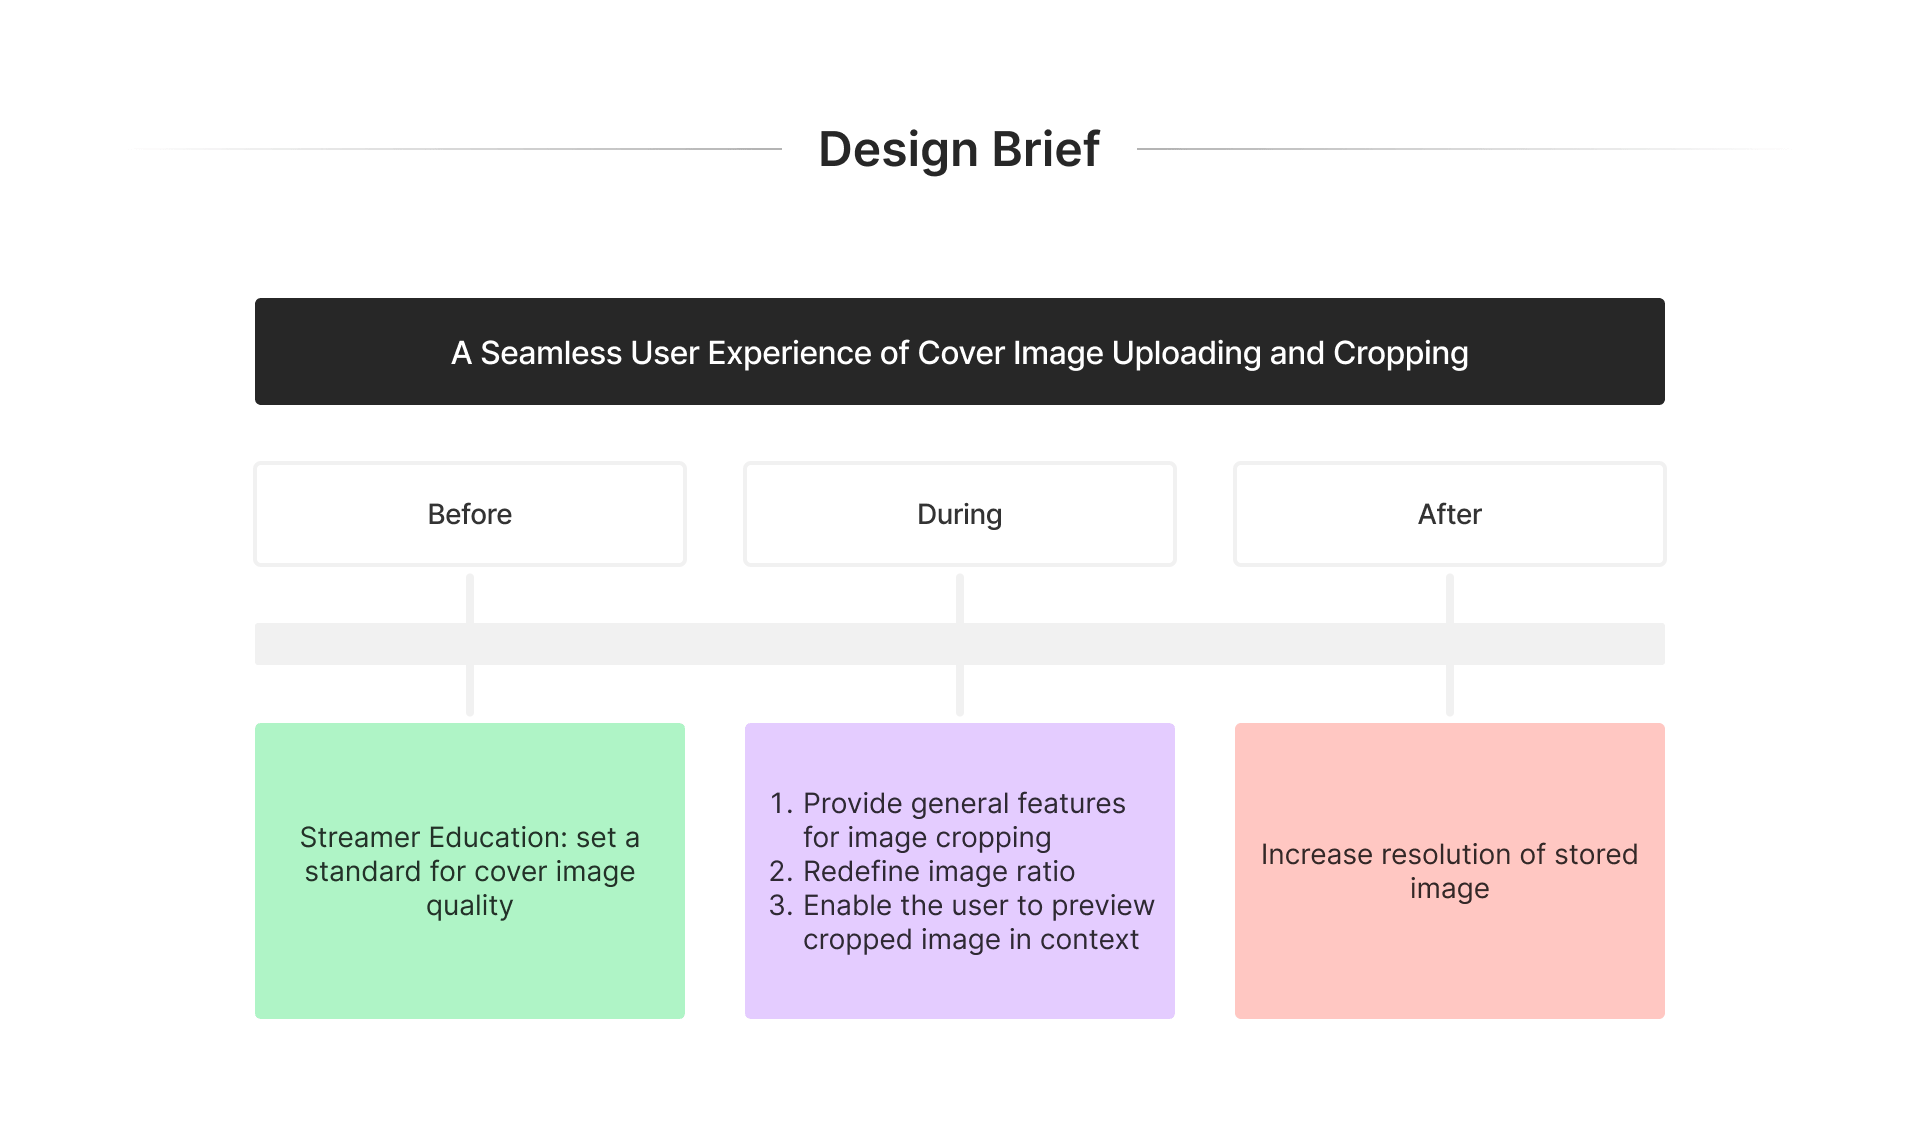 Design Brief
A Seamless User Experience of Cover Image Uploading and Cropping
Before
During
After
Streamer Education: set a
standard for cover image
quality
1. Provide general features
for image cropping
2. Redefine image ratio
3. Enable the user to preview
cropped image in context
Increase resolution of stored
image